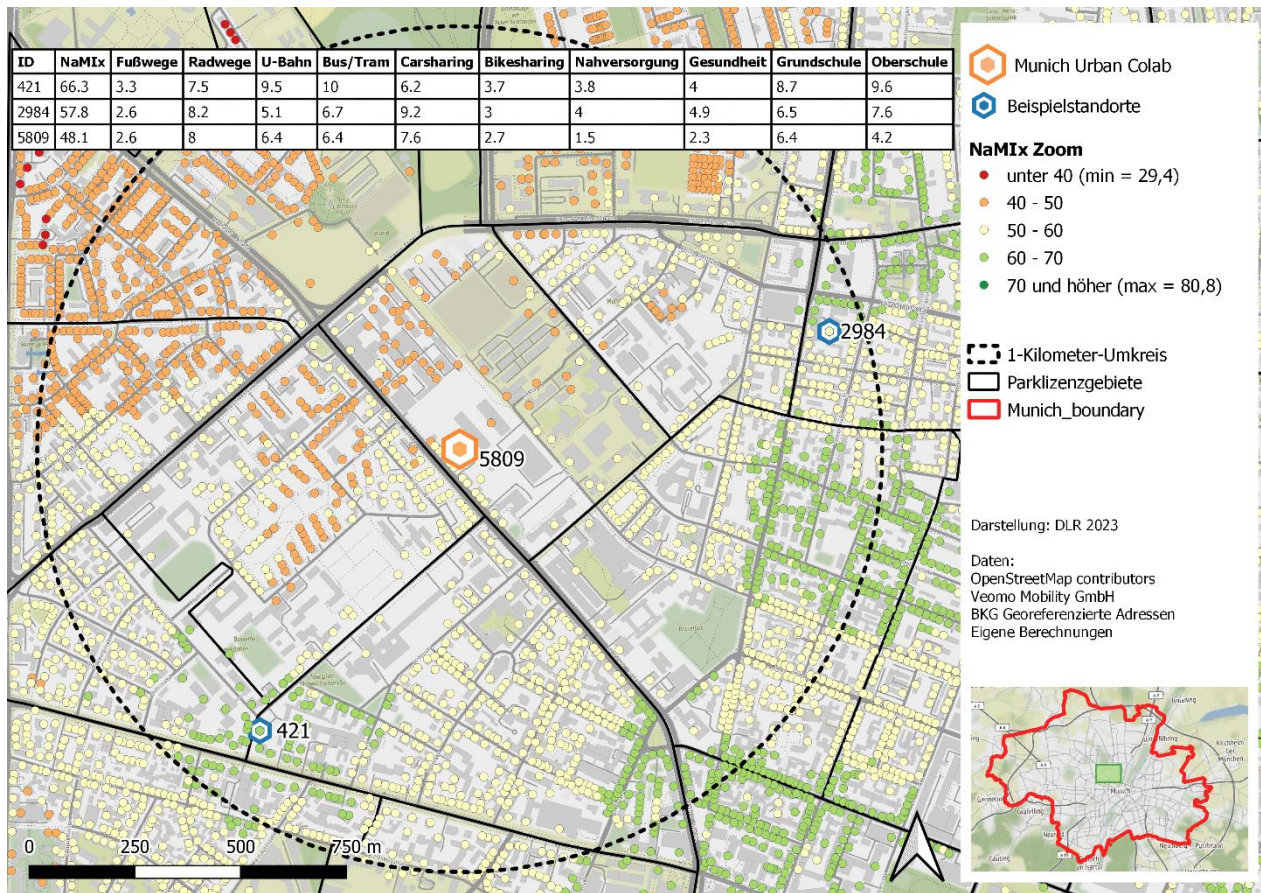 ID NaMIx Fußwege Radwege U-Bahn Bus/Tram Carsharing Bikesharing Nahversorgung Gesundheit Grundschule Oberschule
421 66.3 3.3 7.5 9.5 10 6.2 3.7 3.8 4 8.7 9.6
2984 57.8 2.6 8.2 5.1 6.7 9.2 3 4 4.9 6.5 7.6
5809 48.1 2.6 8 6.4 6.4 7.6 2.7 1.5 2.3 6.4 4.2
2984
5809
421
0 250 500 750 m
Munich Urban Colab
Beispielstandorte
NaMIx Zoom
unter 40 (min = 29,4)
40 - 50
50 - 60
60 - 70
70 und höher (max = 80,8)
1-Kilometer-Umkreis
Parklizenzgebiete
Munich_boundary
Darstellung: DLR 2023
Daten:
OpenStreetMap contributors
Veomo Mobility GmbH
BKG Georeferenzierte Adressen
Eigene Berechnungen